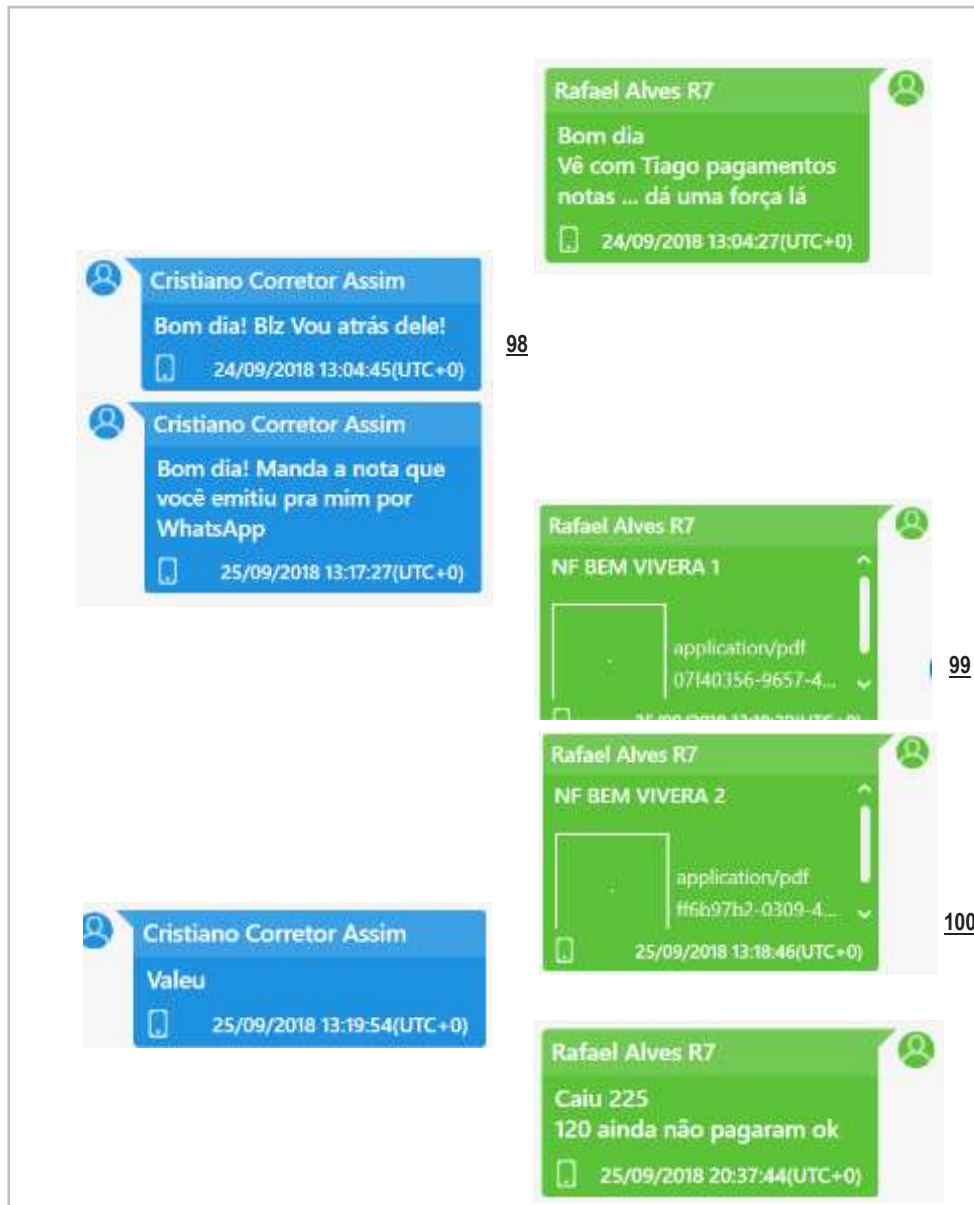 Rafael Alves R7
Bom dia
Vê com Tiago pagamentos
notas ... dá uma força lá
24/09/2018 13:04:27(UTC+0)
Cristiano Corretor Assim
Bom dia! Blz Vou atrás dele!
24/09/2018 13:04:45(UTC+0)
98
Cristiano Corretor Assim
Bom dia! Manda a nota que
você emitiu pra mim por
WhatsApp
25/09/2018 13:17:27(UTC+0)
Rafael Alves R7
NF BEM VIVERA 1
application/pdf
07f40356-9657-4...
99
Rafael Alves R7
NF BEM VIVERA 2
application/pdf
ff6b97b2-0309-4...
25/09/2018 13:18:46(UTC+0)
100
Cristiano Corretor Assim
Valeu
25/09/2018 13:19:54(UTC+0)
Rafael Alves R7
Caiu 225
120 ainda não pagaram ok
25/09/2018 20:37:44(UTC+0)